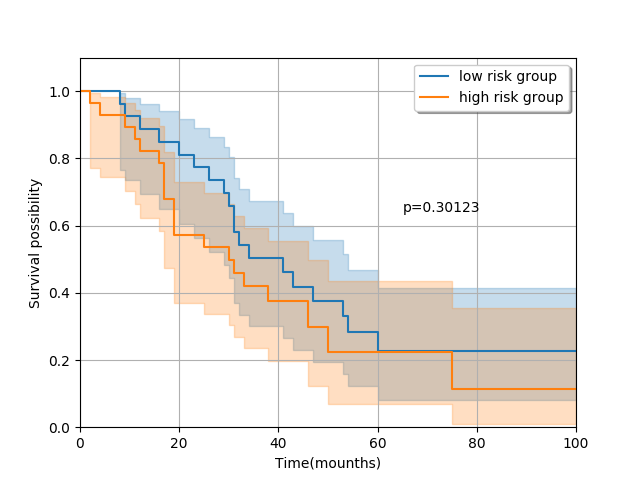 low risk group
high risk group
p=0.30123
Survival possibility
1.0
0.8
0.6
0.4
0.2
0.0
0 20 40 60 80 100
Time(mounths)